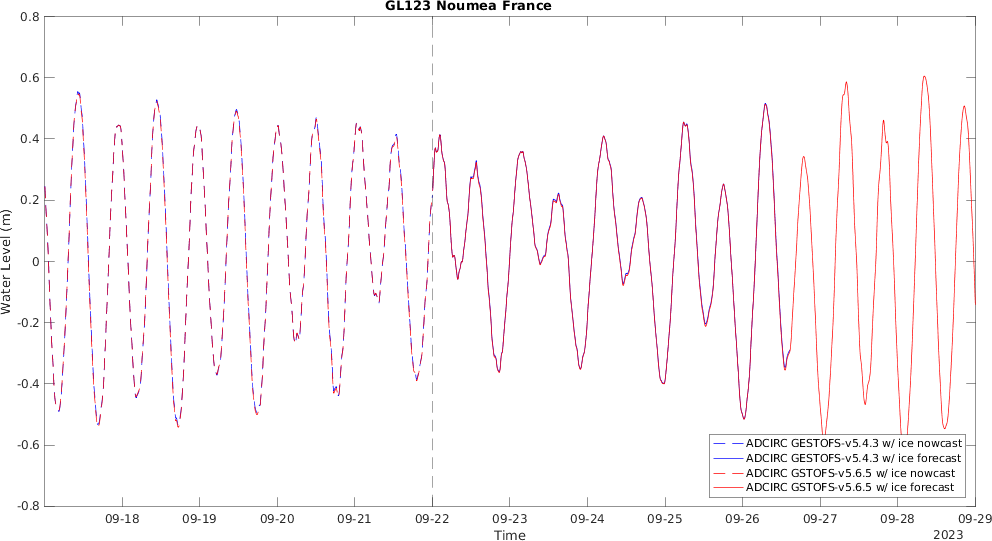 GL123 Noumea France
Water Level (m)
0.8
0.6
0.4
0.2
0
-0.2
-0.4
-0.6
-0.8
ADCIRC GESTOFS-v5.4.3 w/ ice nowcast
ADCIRC GESTOFS-v5.4.3 w/ ice forecast
ADCIRC GSTOFS-v5.6.5 w/ ice nowcast
ADCIRC GSTOFS-v5.6.5 w/ ice forecast
09-18 09-19 09-20 09-21 09-22 09-23 09-24 09-25 09-26 09-27 09-28 09-29
Time
2023